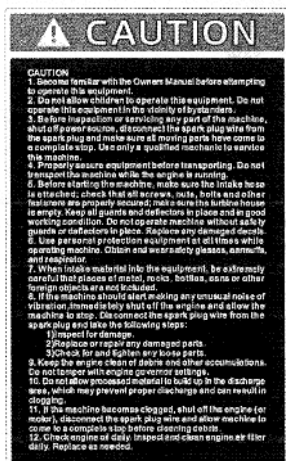 CAUTION
CAUTION
1. Become familiar with the Owners Manual before attempting
to operate this equipment.
2. Do not allow children to operate this equipment. Do not
operate this equipment in the vicinity of bystanders.
3. Before inspection or servicing any part of the machine,
shut off power source, disconnect the spark plug wire from
the spark plug and make sure all moving parts have come to
a complete stop. Use only a qualified mechanic to service
this machine.
4. Properly secure equipment before transporting. Do not
transport the machine while the engine is running.
5. Before starting the machine, make sure the intake hose
is attached; check that all screws, nuts, bolts and other
fasteners are properly secured; make sure the turbine house
is empty. Keep all guards and deflectors in place and in good
working condition. Do not operate machine without safety
guards or deflectors in place. Replace any damaged decals.
6. Use personal protection equipment at all times while
operating machine. Obtain and wear safety glasses, earmuffs,
and respirator.
7. When intake material into the equipment, be extremely
careful that pieces of metal, rocks, bottles, cans or other
foreign objects are not included.
8. If the machine should start making any unusual noise or
vibration, immediately shut off the engine and allow the
machine to stop. Disconnect the spark plug wire from the
spark plug and take the following steps:
1)Inspect for damage.
2)Replace or repair any damaged parts.
3)Check for and tighten any loose parts.
9. Keep the engine clean of debris and other accumulations.
Do not tamper with engine governor settings.
10. Do not allow processed material to build up in the discharge
area, which may prevent proper discharge and can result in
clogging.
11. If the machine becomes clogged, shut off the engine (or
motor), disconnect the spark plug wire and allow machine to
come to a complete stop before cleaning debris.
12. Check engine oil daily. Inspect and clean engine air filter
daily. Replace as needed.